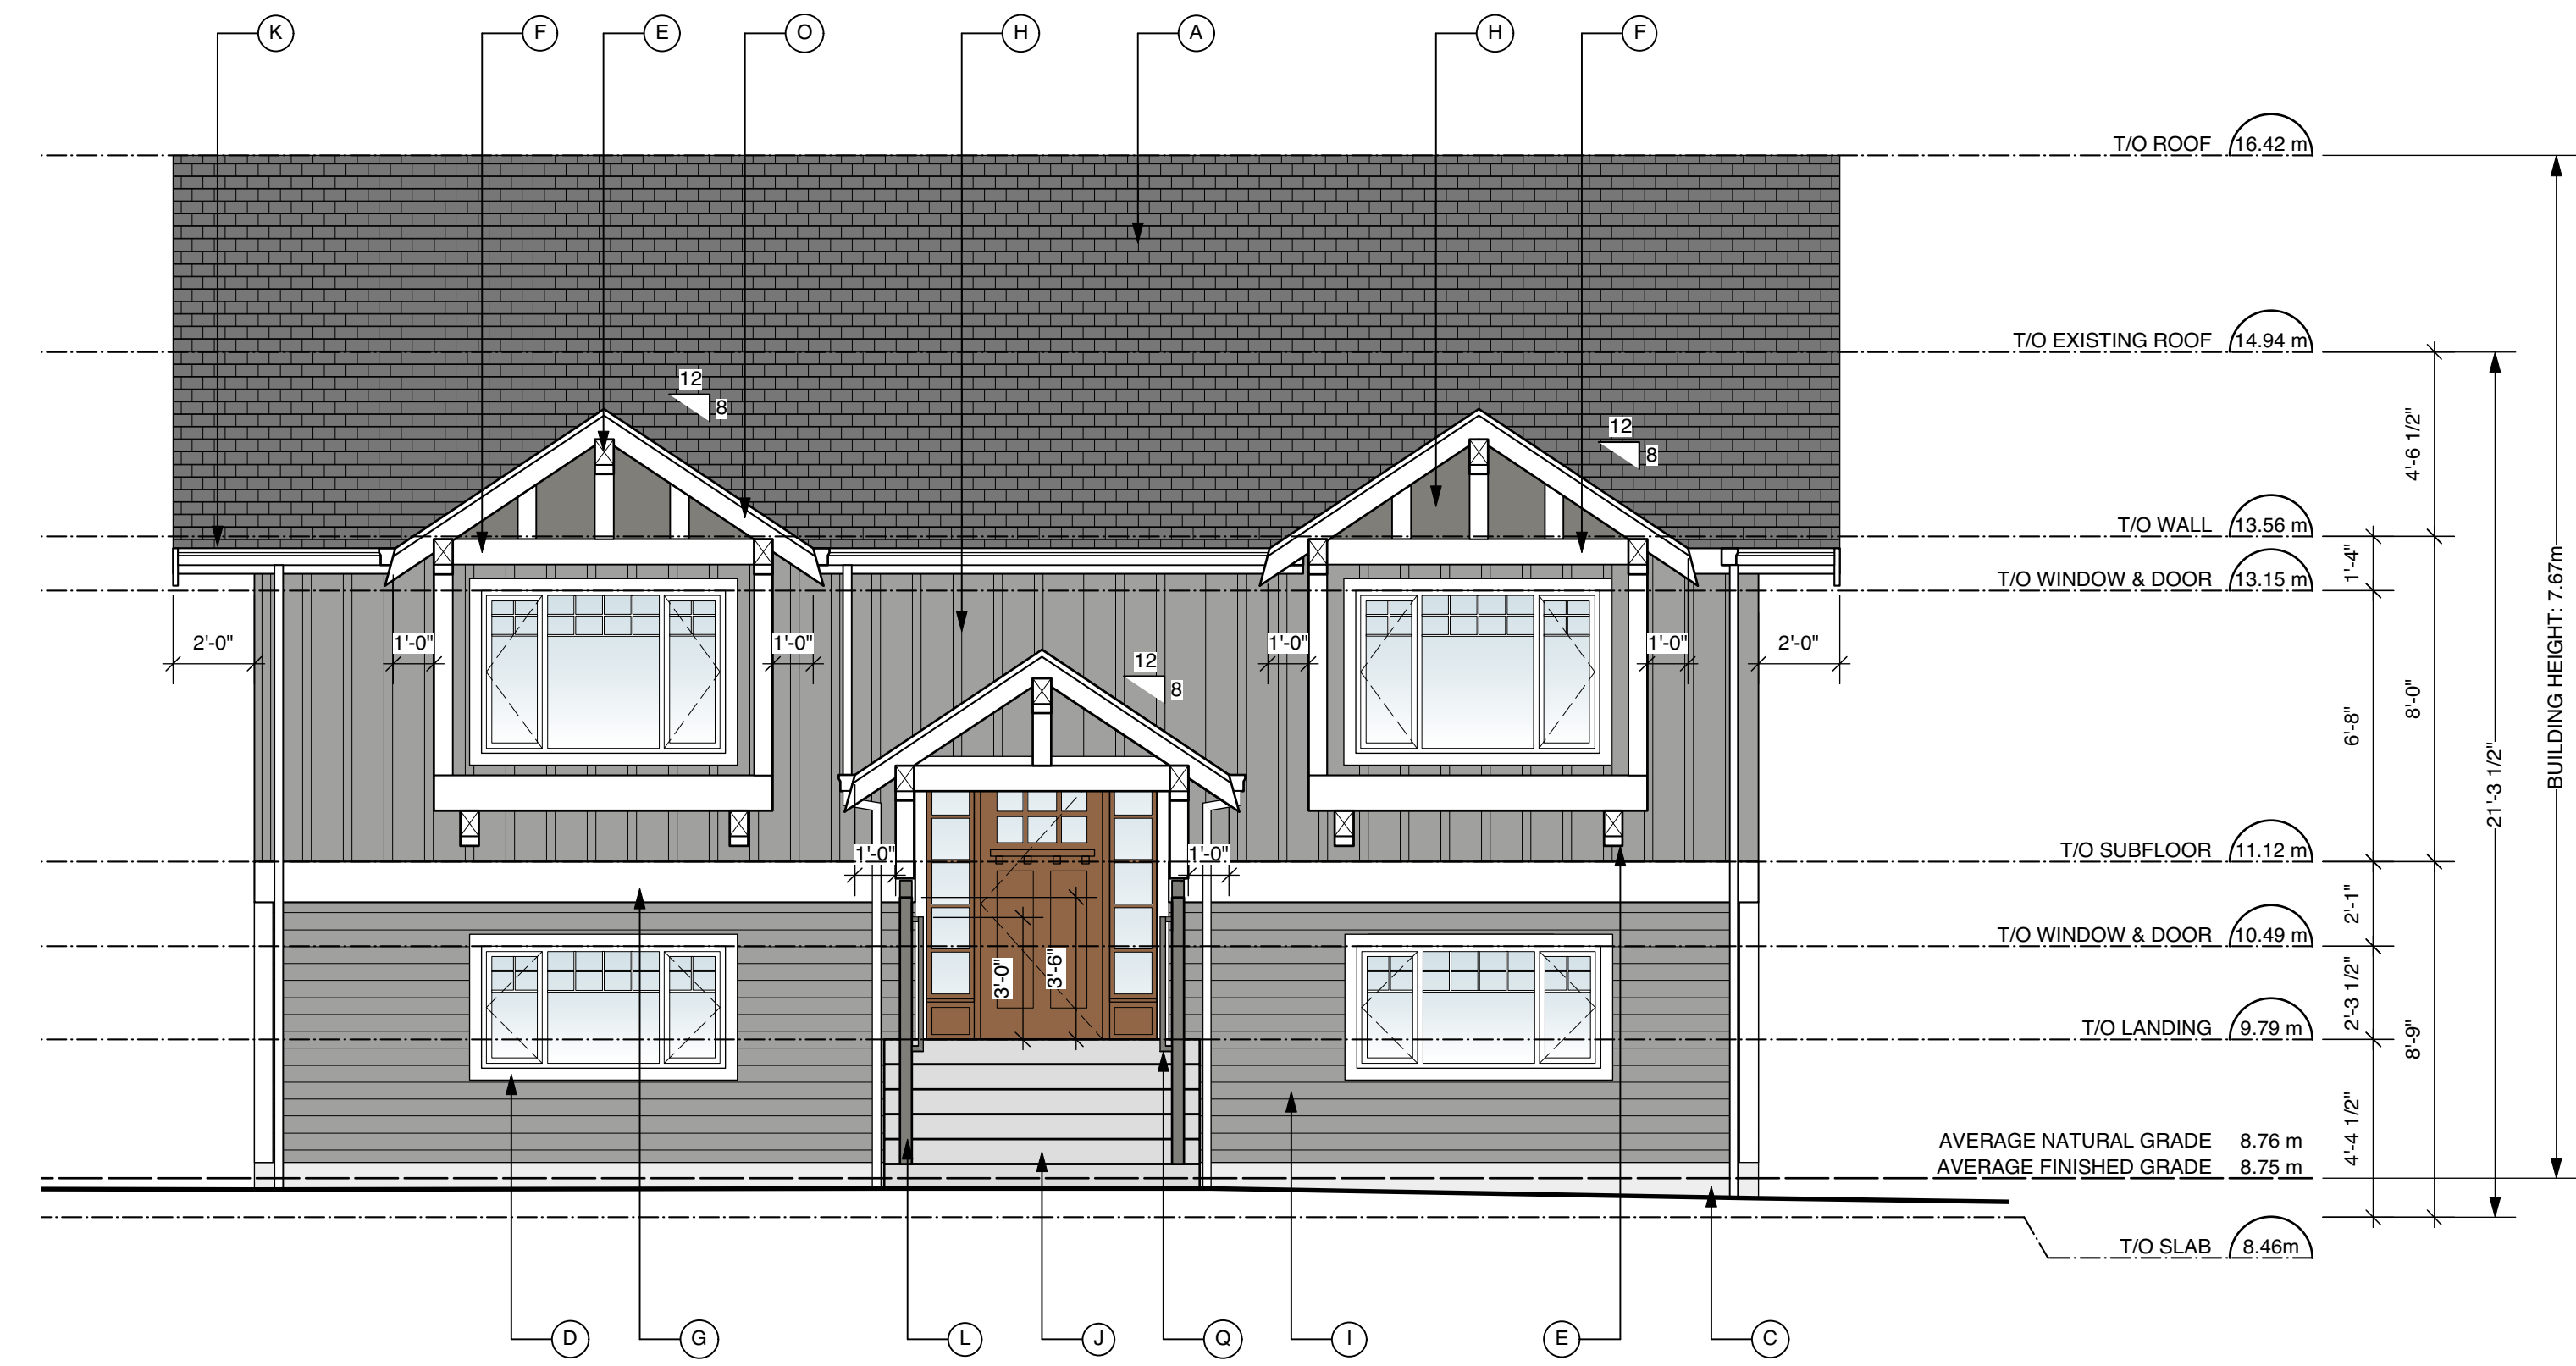 K F E O H A H F
T/O ROOF 16.42 m
T/O EXISTING ROOF 14.94 m
12
8
12
8
4'-6 1/2"
T/O WALL 13.56 m
1'-4"
T/O WINDOW & DOOR 13.15 m
2'-0" 1'-0" 1'-0" 1'-0" 1'-0" 2'-0"
12
8
6'-8"
8'-0"
21'-3 1/2"
BUILDING HEIGHT: 7.67m
1'-0" 1'-0"
T/O SUBFLOOR 11.12 m
2'-1"
T/O WINDOW & DOOR 10.49 m
3'-0" 3'-6"
2'-3 1/2"
T/O LANDING 9.79 m
8'-9"
4'-4 1/2"
AVERAGE NATURAL GRADE 8.76 m
AVERAGE FINISHED GRADE 8.75 m
T/O SLAB 8.46m
D G L J Q I E C